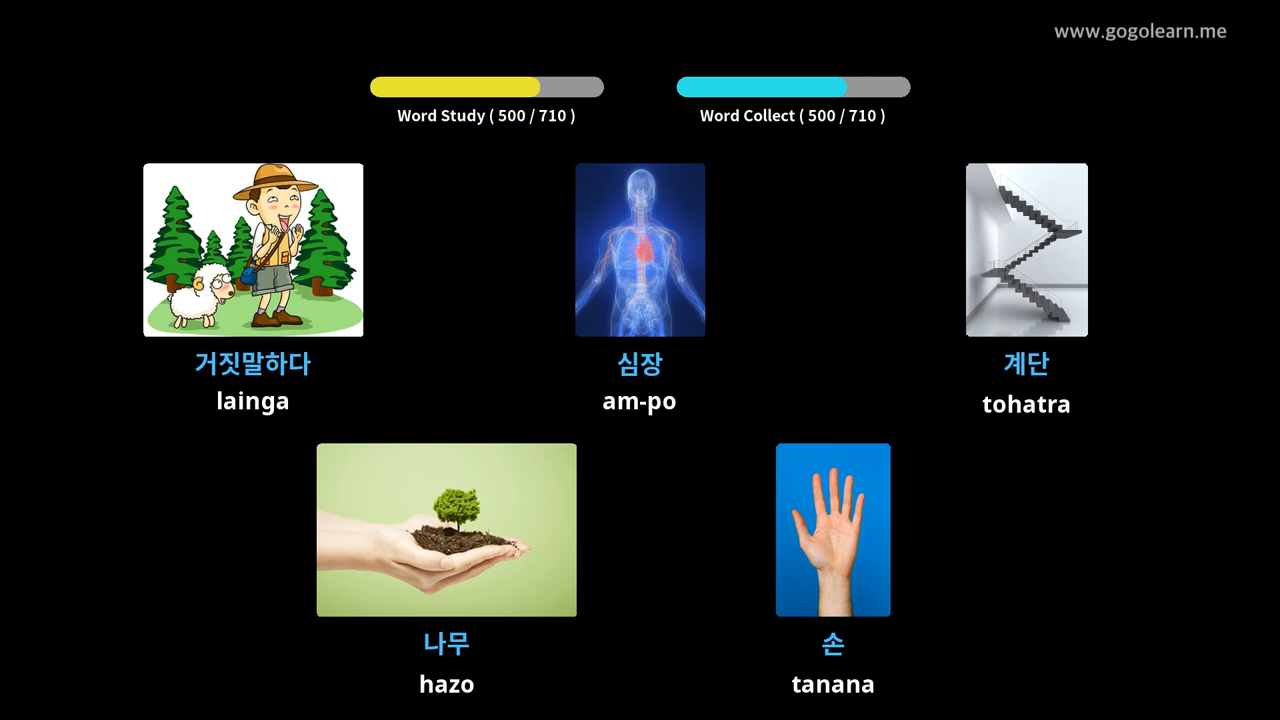 www.gogolearn.me
Word Study ( 500 / 710 )
Word Collect ( 500 / 710 )
거짓말하다
lainga
심장
am-po
계단
tohatra
나무
hazo
손
tanana